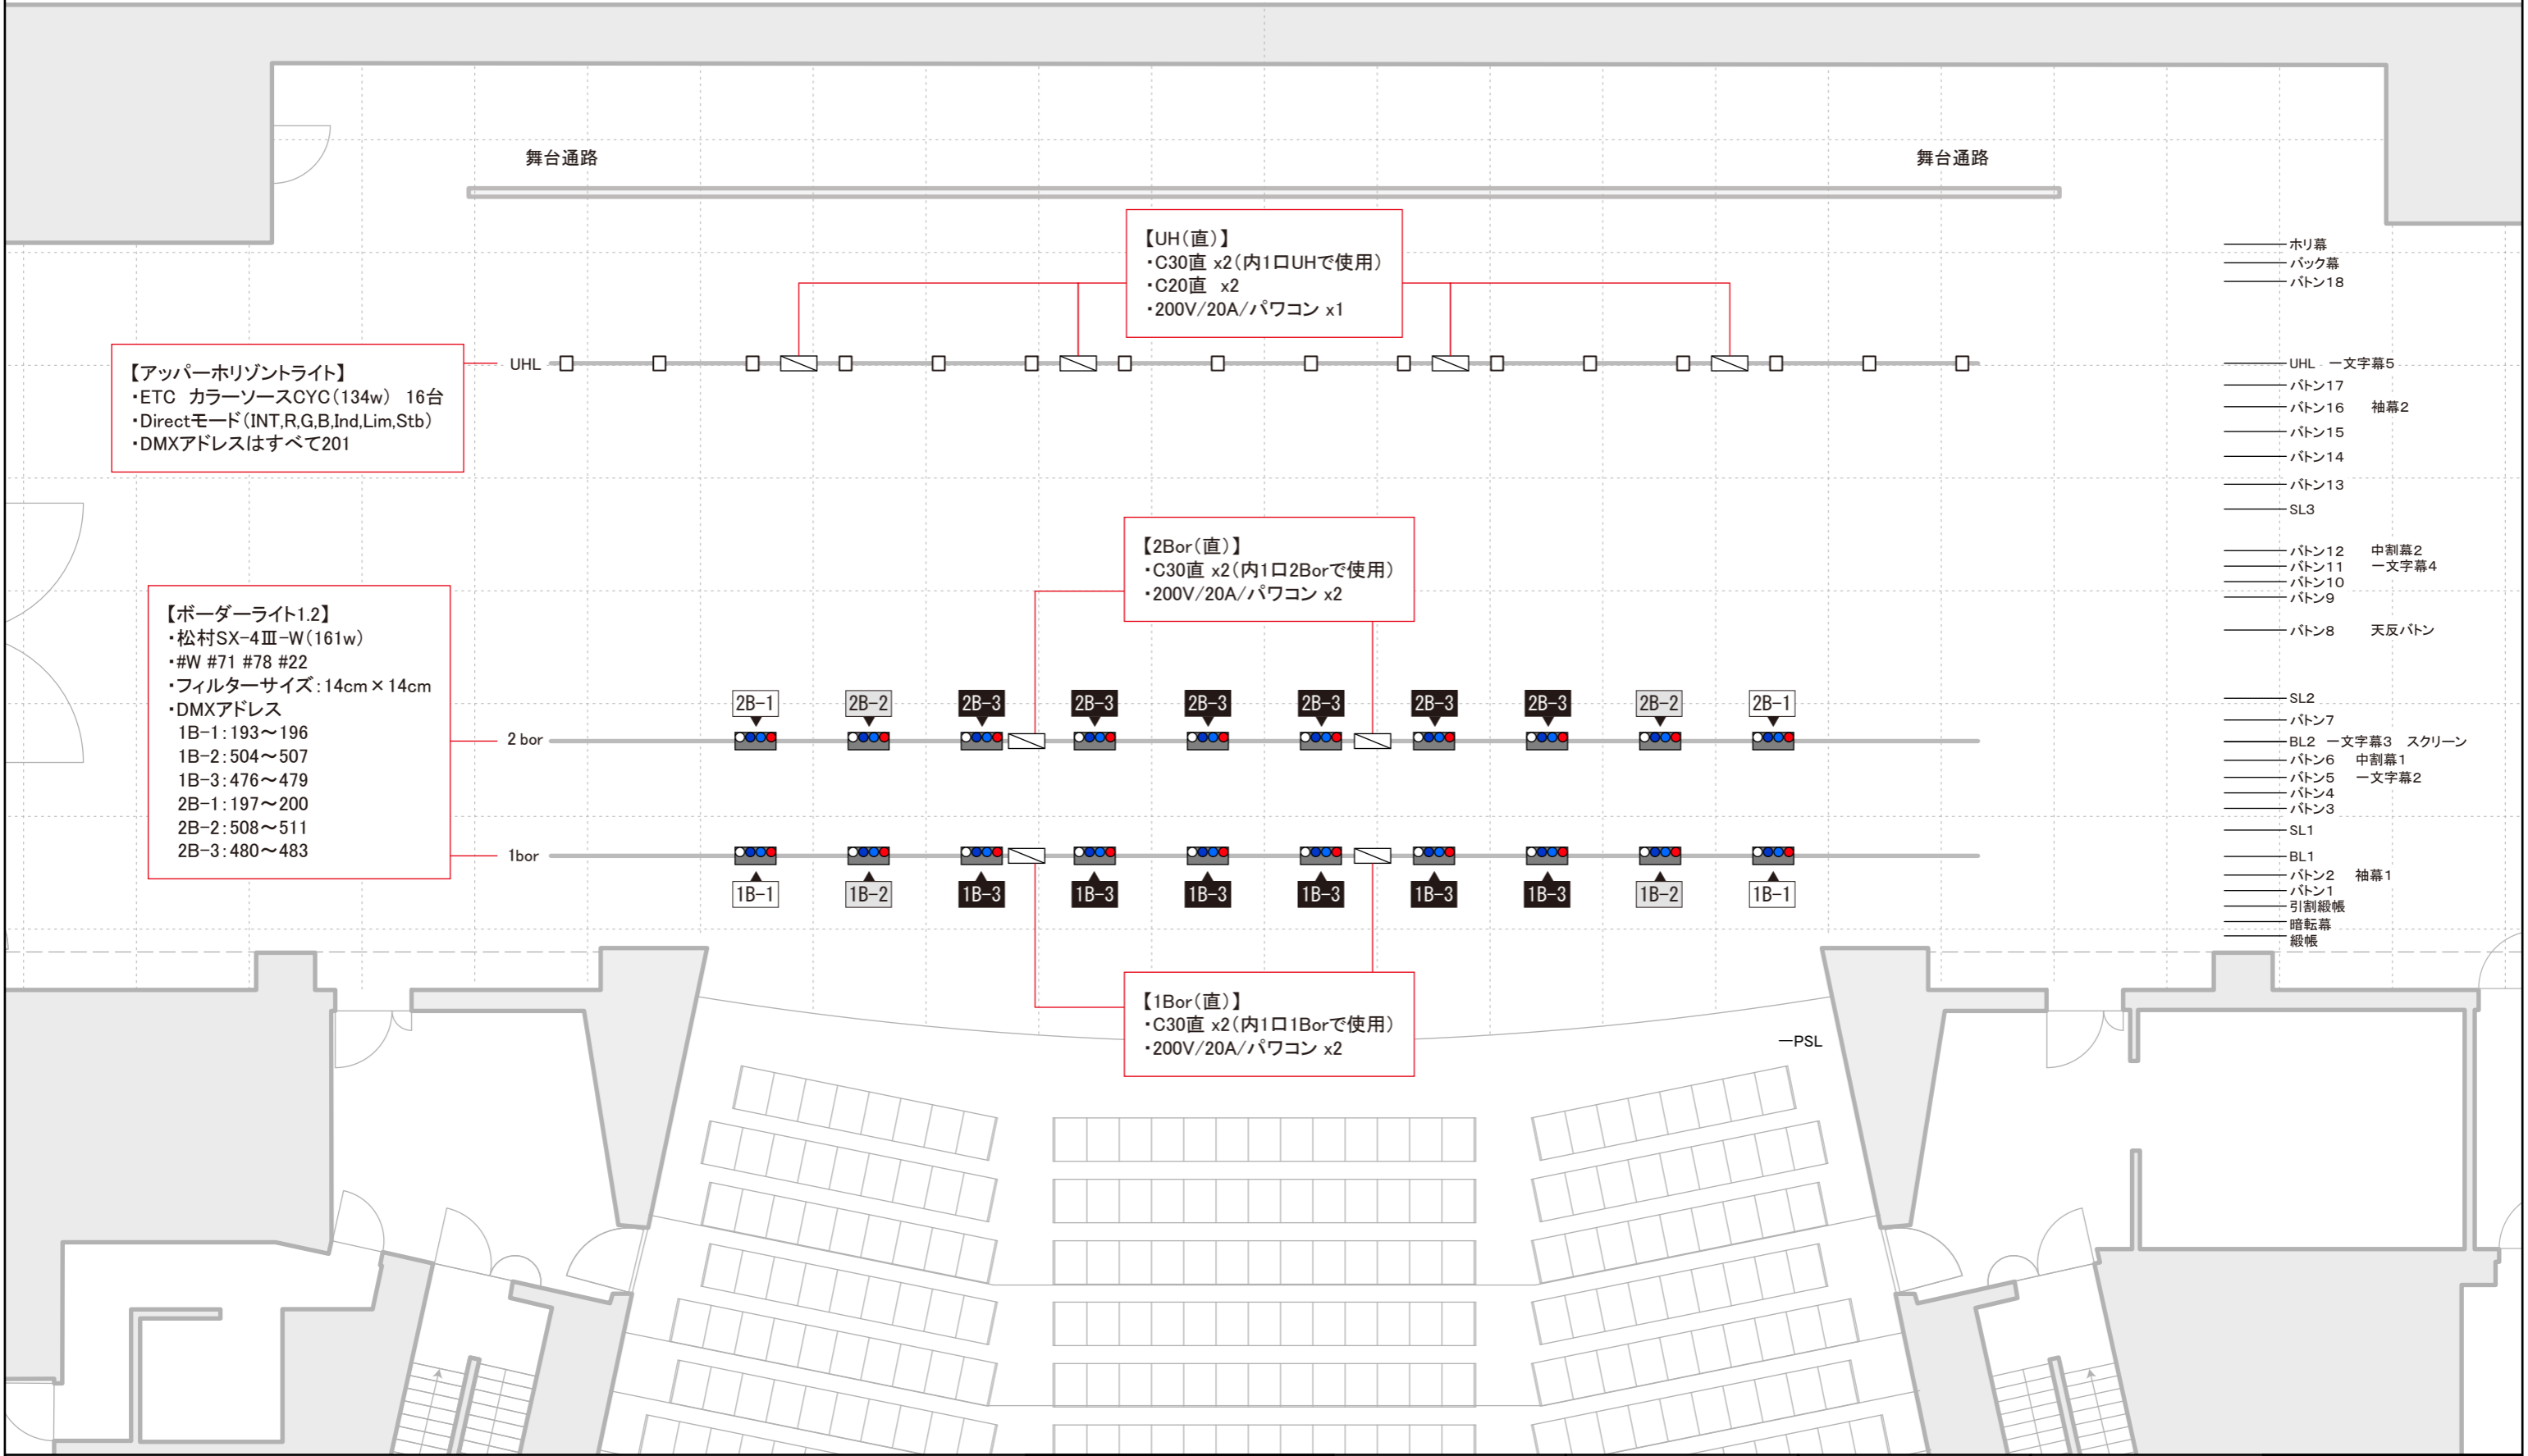 舞台通路
舞台通路
【UH(直)】
・C30直 x2(内1口UHで使用)
・C20直 x2
・200V/20A/パワコン x1
【アッパーホリゾントライト】
・ETC カラーソースCYC(134w) 16台
・Directモード(INT,R,G,B,Ind,Lim,Stb)
・DMXアドレスはすべて201
UHL
【2Bor(直)】
・C30直 x2(内1口2Borで使用)
・200V/20A/パワコン x2
【ボーダーライト1.2】
・松村SX-4Ⅲ-W(161w)
・#W #71 #78 #22
・フィルターサイズ:14cm×14cm
・DMXアドレス
1B-1:193～196
1B-2:504～507
1B-3:476～479
2B-1:197～200
2B-2:508～511
2B-3:480～483
2B-1 2B-2 2B-3 2B-3 2B-3 2B-3 2B-3 2B-3 2B-2 2B-1
2 bor
1bor
1B-1 1B-2 1B-3 1B-3 1B-3 1B-3 1B-3 1B-3 1B-2 1B-1
【1Bor(直)】
・C30直 x2(内1口1Borで使用)
・200V/20A/パワコン x2
ーPSL
ホリ幕
バック幕
バトン18
UHL 一文字幕5
バトン17
バトン16 袖幕2
バトン15
バトン14
バトン13
SL3
バトン12 中割幕2
バトン11 一文字幕4
バトン10
バトン9
バトン8 天反バトン
SL2
バトン7
BL2 一文字幕3 スクリーン
バトン6 中割幕1
バトン5 一文字幕2
バトン4
バトン3
SL1
BL1
バトン2 袖幕1
バトン1
引割緞帳
暗転幕
緞帳